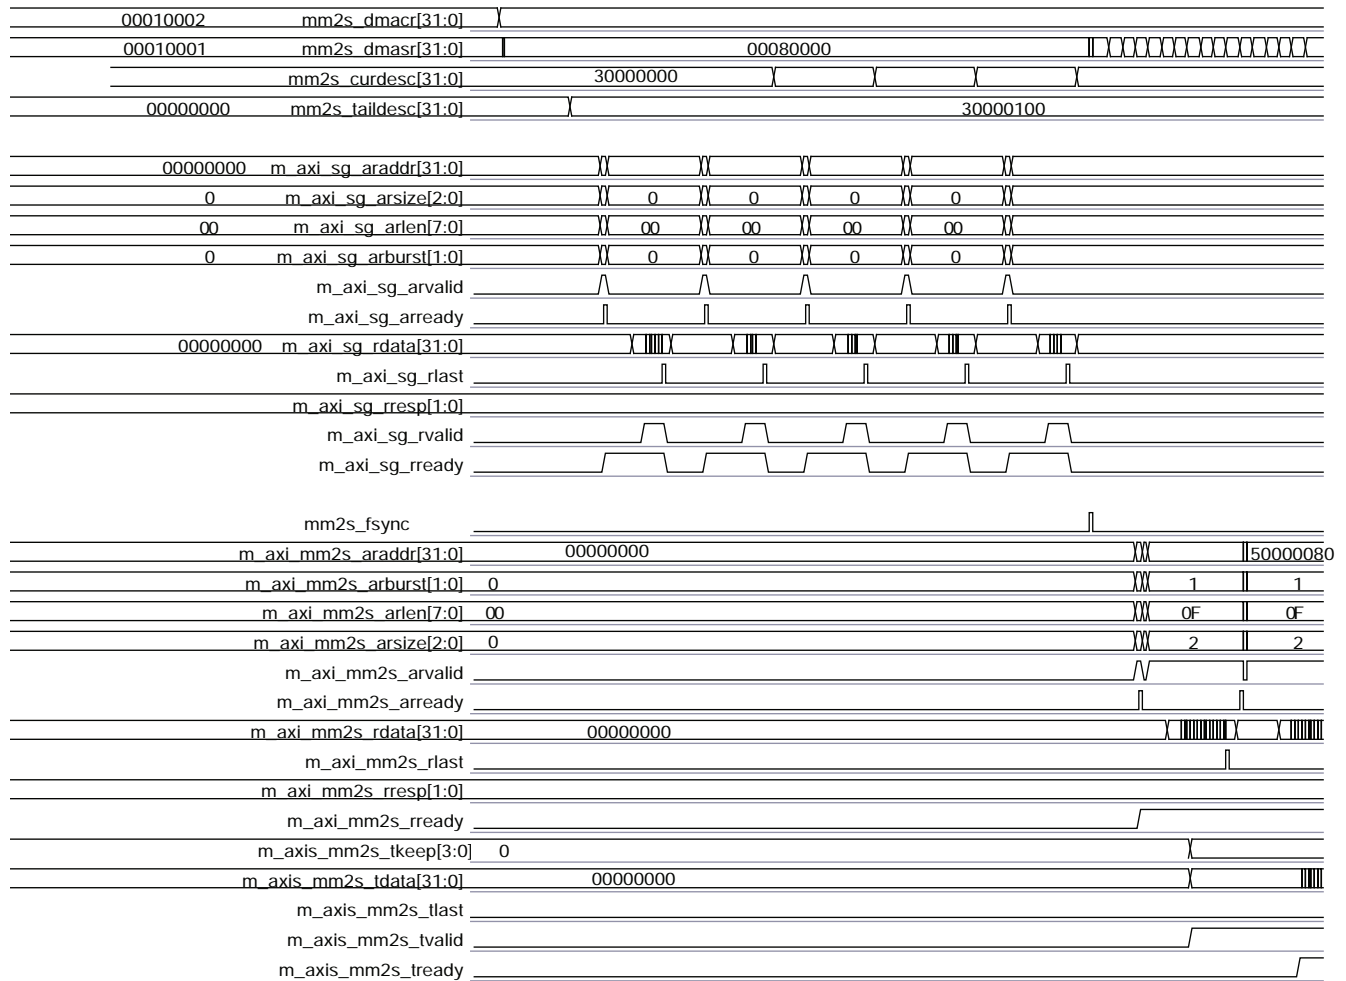 00010002 mm2s_dmacr[31:0]
00010001 mm2s_dmasr[31:0] 00080000
mm2s_curdesc[31:0] 30000000
00000000 mm2s_taildesc[31:0] 30000100
00000000 m_axi_sg_araddr[31:0]
0 m_axi_sg_arsize[2:0] 0 0 0 0
00 m_axi_sg_arlen[7:0] 00 00 00 00
0 m_axi_sg_arburst[1:0] 0 0 0 0
m_axi_sg_arvalid
m_axi_sg_arready
00000000 m_axi_sg_rdata[31:0]
m_axi_sg_rlast
m_axi_sg_rresp[1:0]
m_axi_sg_rvalid
m_axi_sg_rready
mm2s_fsync
m_axi_mm2s_araddr[31:0] 00000000 50000080
m_axi_mm2s_arburst[1:0] 0 1 1
m_axi_mm2s_arlen[7:0] 00 0F 0F
m_axi_mm2s_arsize[2:0] 0 2 2
m_axi_mm2s_arvalid
m_axi_mm2s_arready
m_axi_mm2s_rdata[31:0] 00000000
m_axi_mm2s_rlast
m_axi_mm2s_rresp[1:0]
m_axi_mm2s_rready
m_axis_mm2s_tkeep[3:0] 0
m_axis_mm2s_tdata[31:0] 00000000
m_axis_mm2s_tlast
m_axis_mm2s_tvalid
m_axis_mm2s_tready